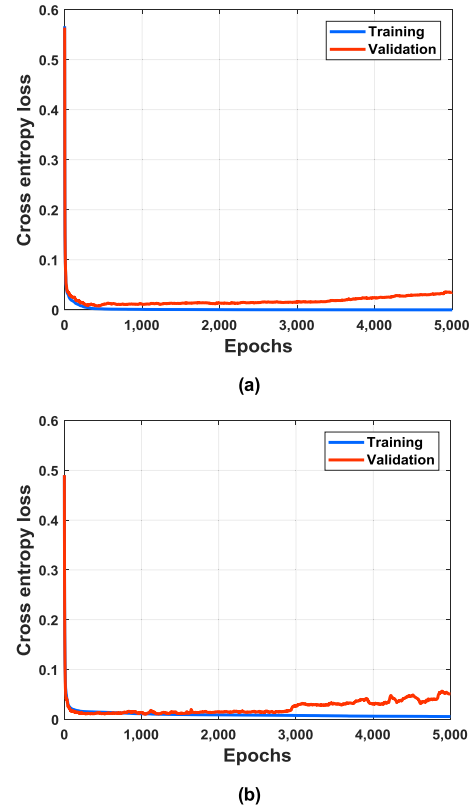 0.6
0.5
0.4
0.3
0.2
0.1
0
Cross entropy loss
Training
Validation
0 1,000 2,000 3,000 4,000 5,000
Epochs
(a)
0.6
0.5
0.4
0.3
0.2
0.1
0
Cross entropy loss
Training
Validation
0 1,000 2,000 3,000 4,000 5,000
Epochs
(b)